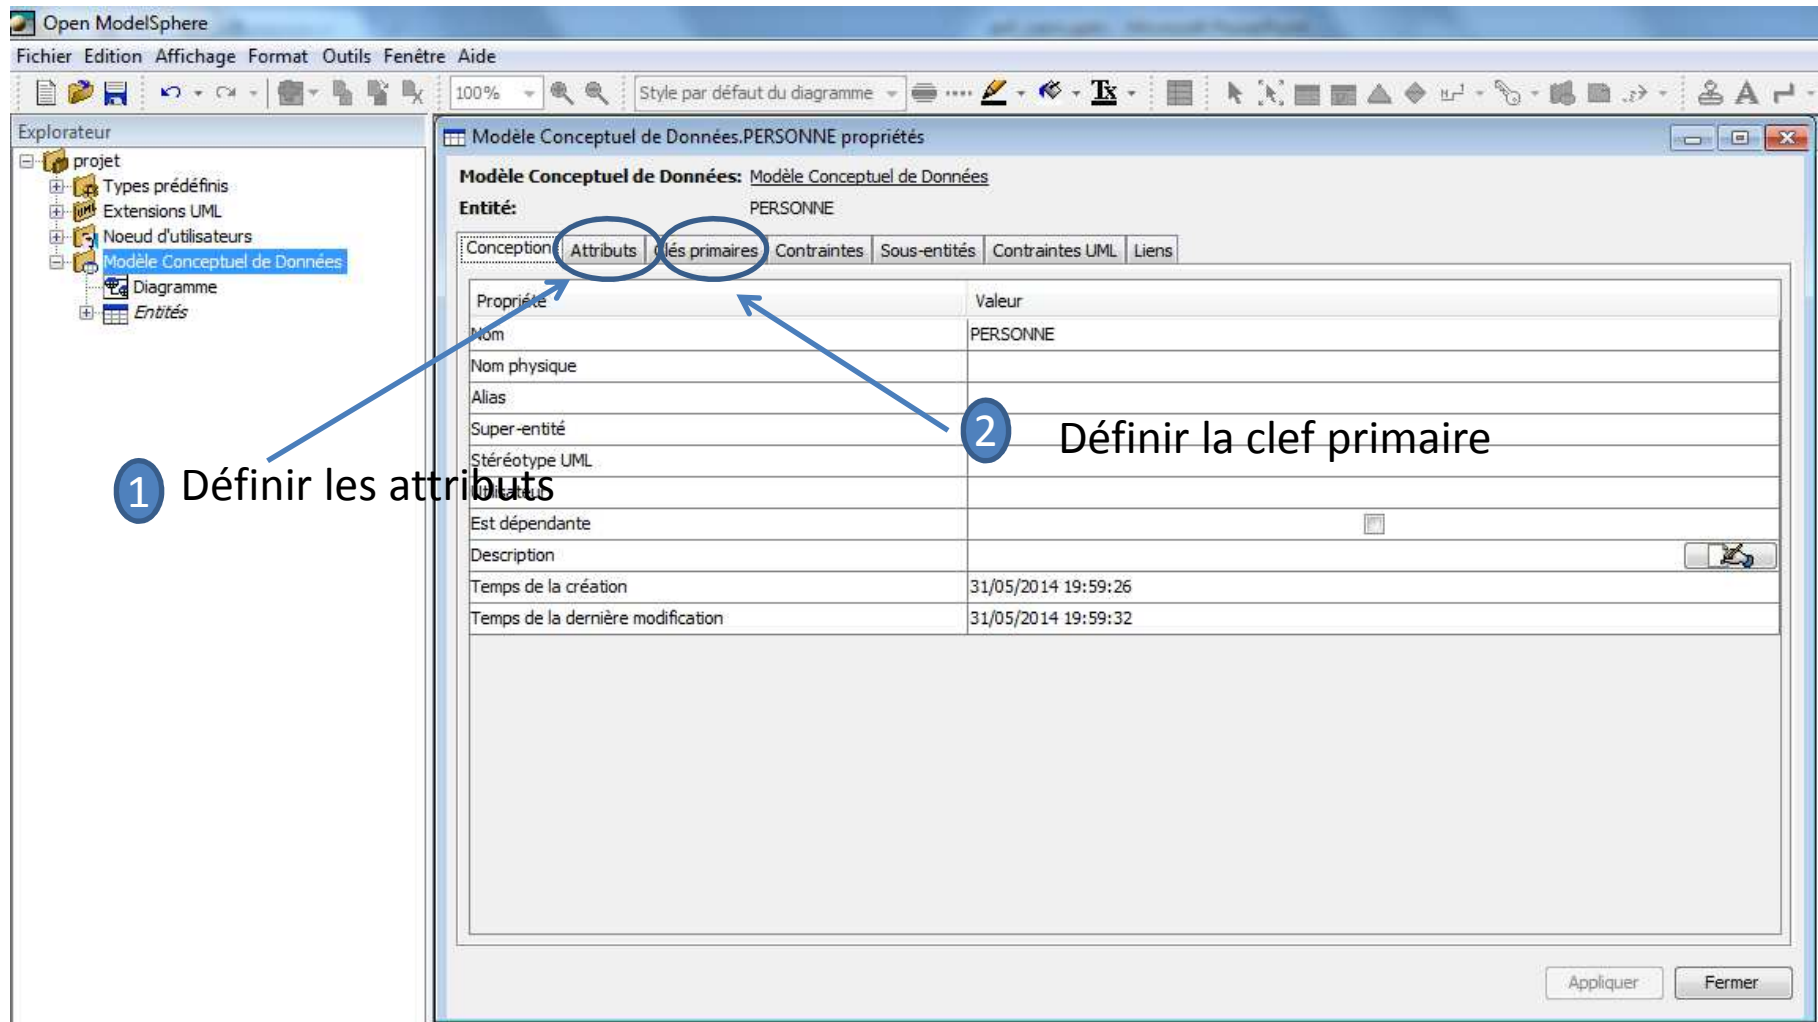 Open ModelSphere
Fichier Edition Affichage Format Outils Fenêtre Aide
100% Style par défaut du diagramme Tx A
Explorateur
projet
Types prédéfinis
Extensions UML
Noeud d'utilisateurs
Modèle Conceptuel de Données
Diagramme
Entités
Modèle Conceptuel de Données.PERSONNE propriétés
Modèle Conceptuel de Données: Modèle Conceptuel de Données
Entité: PERSONNE
Conception Attributs Clés primaires Contraintes Sous-entités Contraintes UML Liens
Propriété Valeur
Nom PERSONNE
Nom physique
Alias
Super-entité
Stéréotype UML
Utilisateur
Est dépendante
Description
Temps de la création 31/05/2014 19:59:26
Temps de la dernière modification 31/05/2014 19:59:32
1 Définir les attributs
2 Définir la clef primaire
Appliquer Fermer